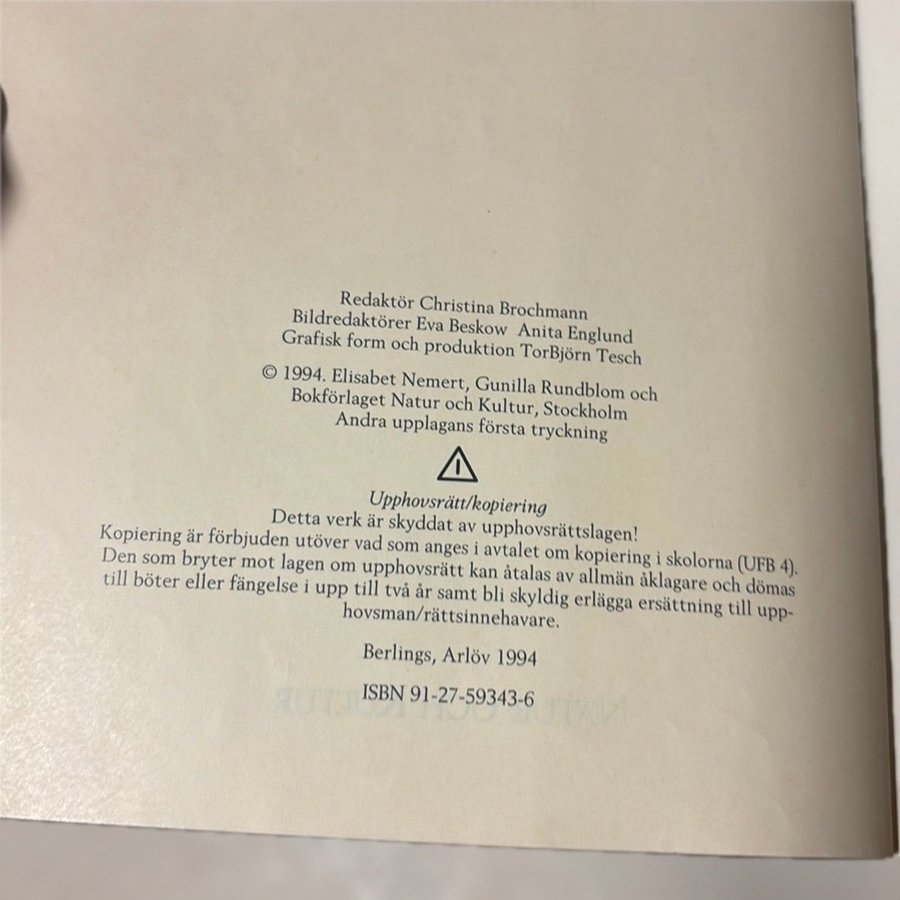 Redaktör Christina Brochmann
Bildredaktörer Eva Beskow Anita Englund
Grafisk form och produktion TorBjörn Tesch
© 1994. Elisabet Nemert, Gunilla Rundblom och
Bokförlaget Natur och Kultur, Stockholm
Andra upplagans första tryckning
Upphovsrätt/kopiering
Detta verk är skyddat av upphovsrättslagen!
Kopiering är förbjuden utöver vad som anges i avtalet om kopiering i skolorna (UFB 4).
Den som bryter mot lagen om upphovsrätt kan åtalas av allmän åklagare och dömas
till böter eller fängelse i upp till två år samt bli skyldig erlägga ersättning till upp-
hovsman/rättsinnehavare.
Berlings, Arlöv 1994
ISBN 91-27-59343-6
NATUR OCH KULTUR